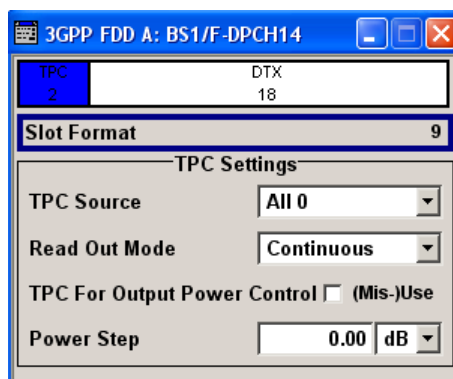 3GPP FDD A: BS1/F-DPCH14
TPC DTX
2 18
Slot Format 9
TPC Settings
TPC Source All 0
Read Out Mode Continuous
TPC For Output Power Control (Mis-)Use
Power Step 0.00 dB